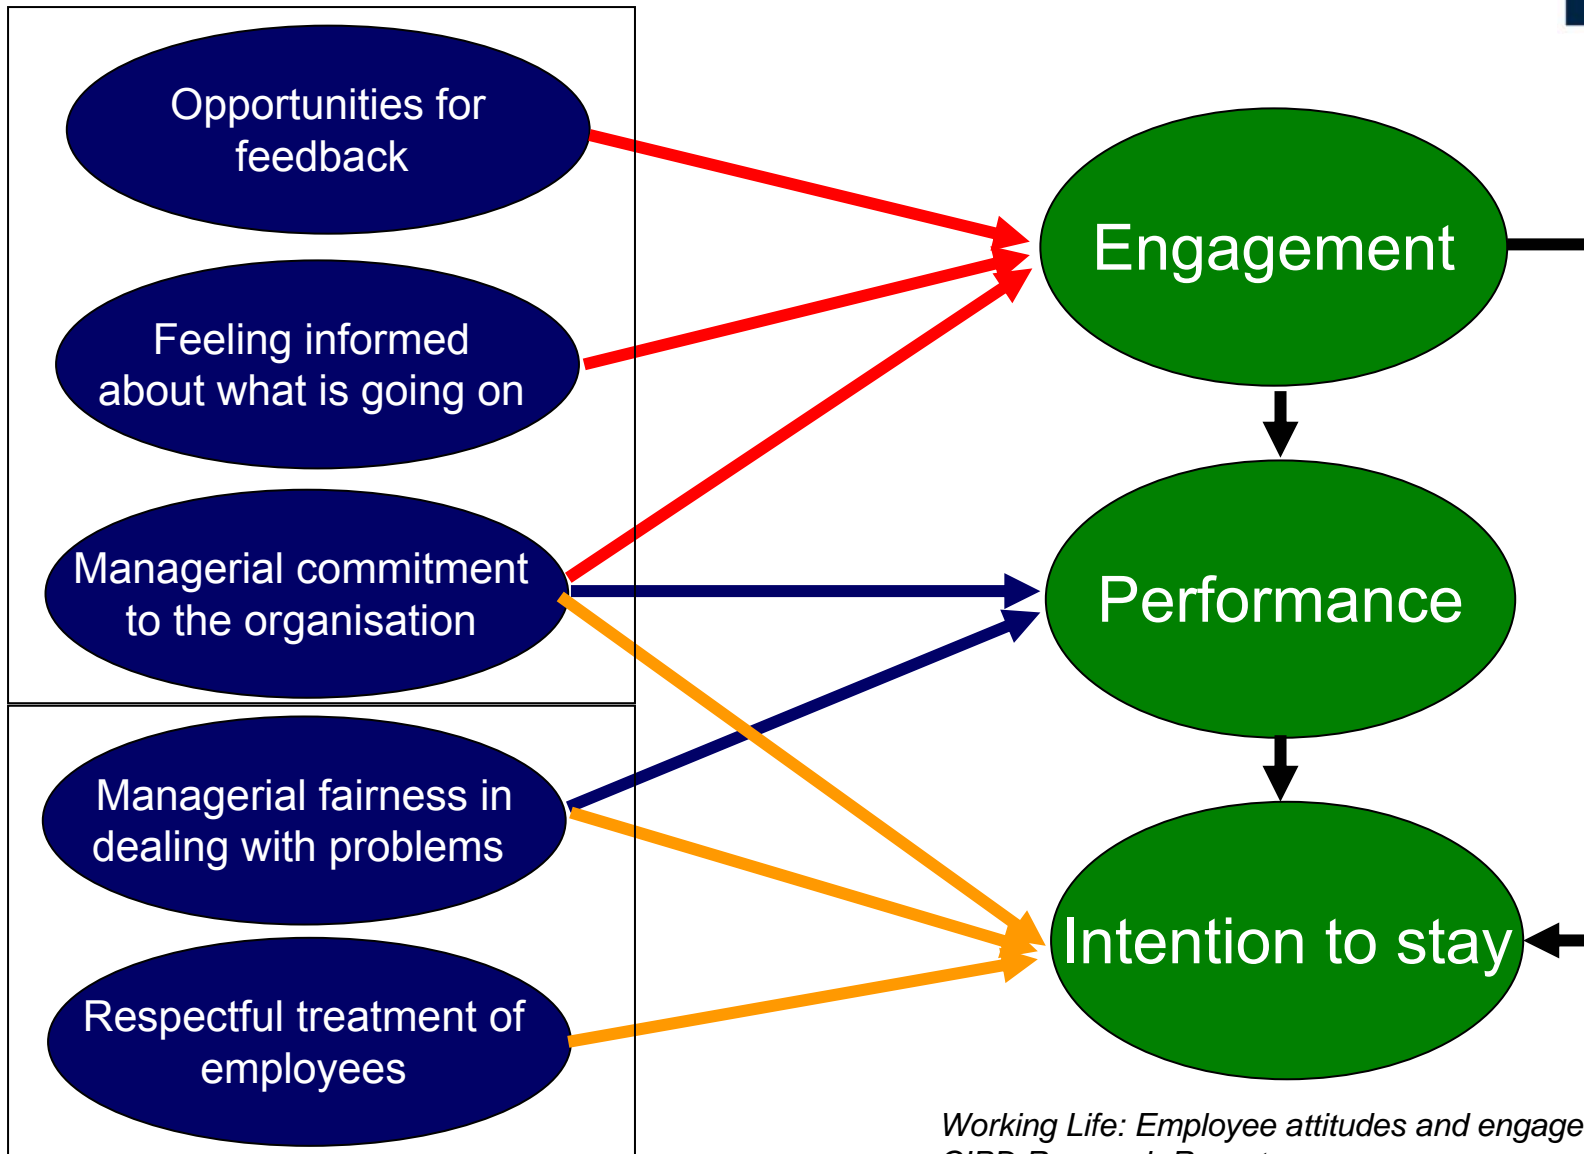 Opportunities for
feedback
Feeling informed
about what is going on
Managerial commitment
to the organisation
Managerial fairness in
dealing with problems
Respectful treatment of
employees
Engagement
Performance
Intention to stay
Working Life: Employee attitudes and engage